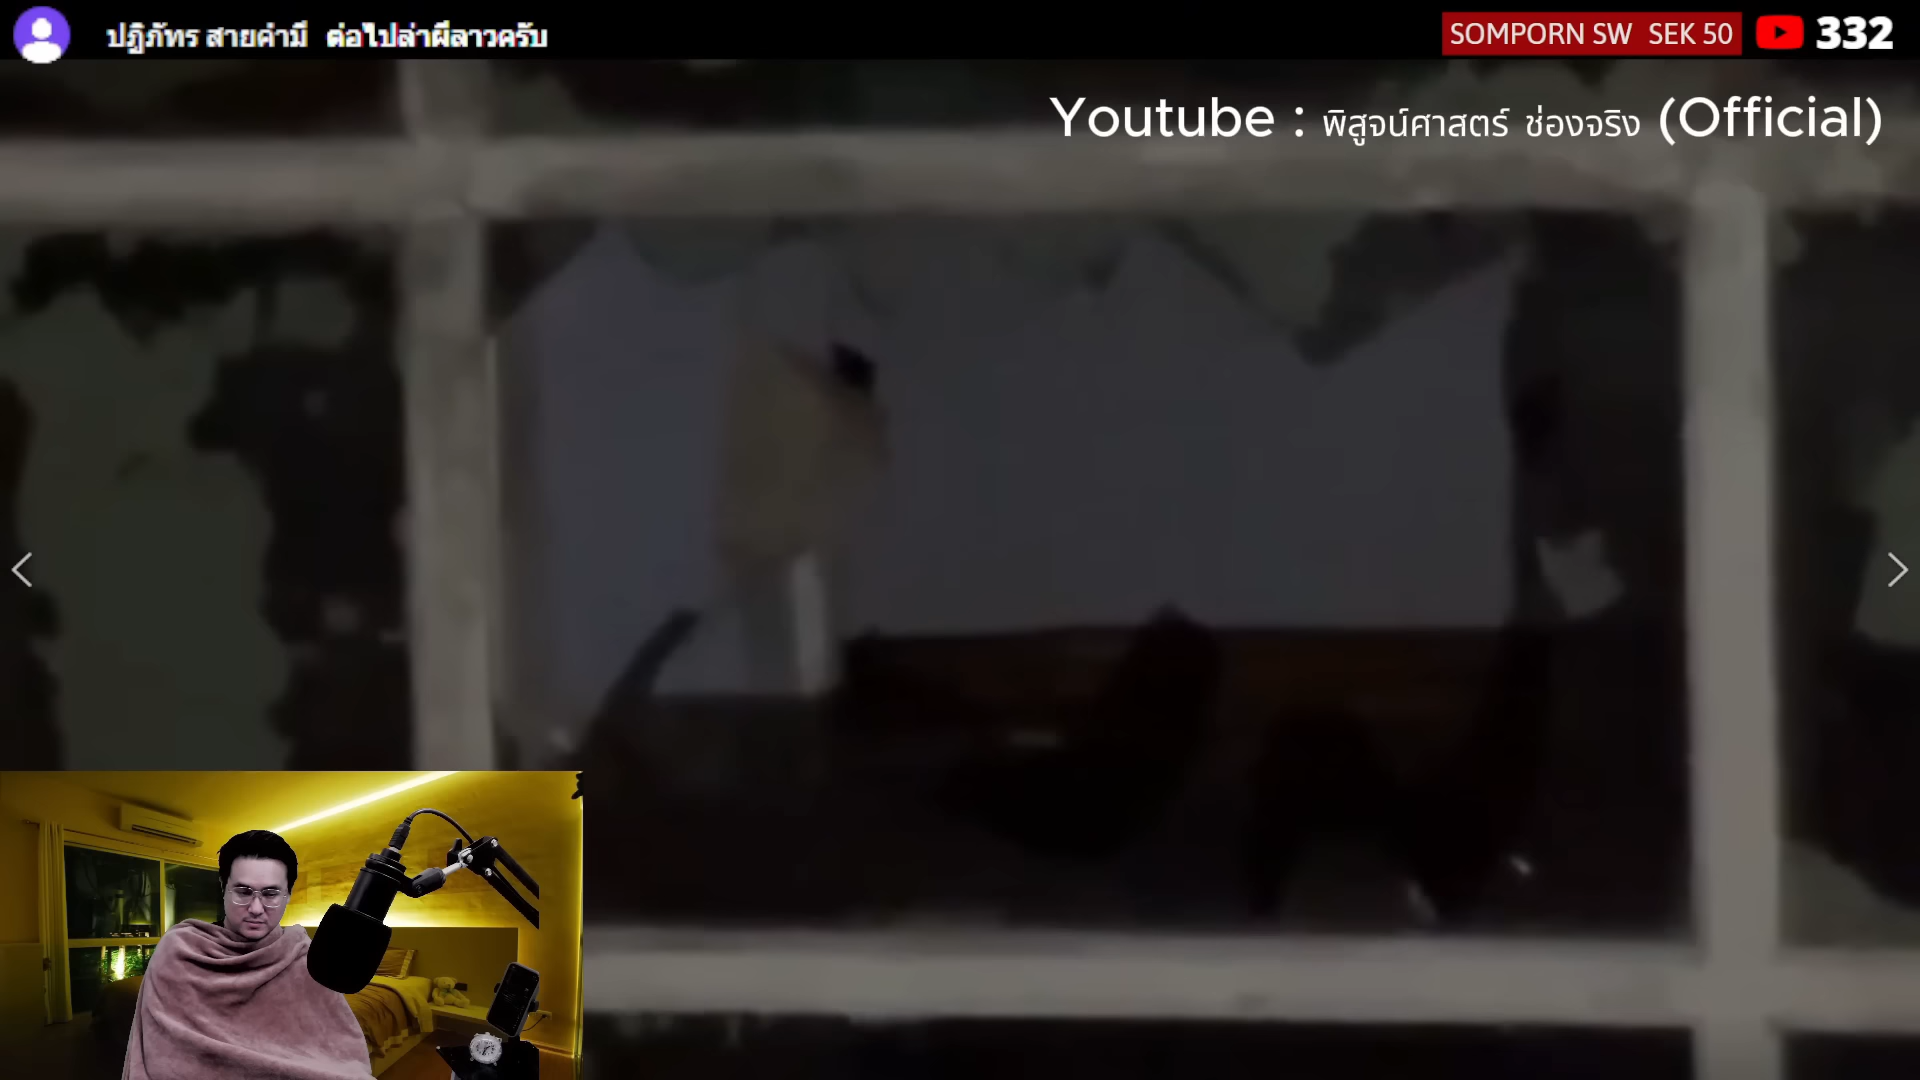 ปฏิภัทร สายคำมี ต่อไปล่าผีลาวครับ
SOMPORN SW SEK 50
332
Youtube : พิสูจน์ศาสตร์ ช่องจริง (Official)